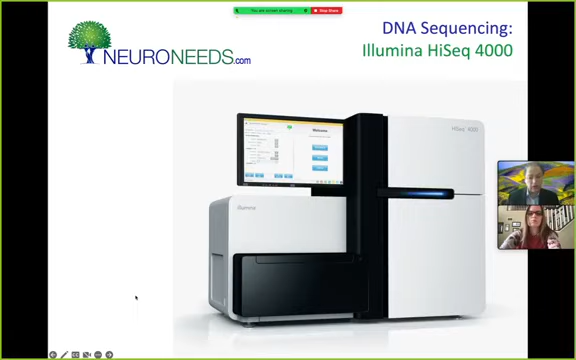 You are screen sharing
Stop Share
NEURONEEDS.com
DNA Sequencing:
Illumina HiSeq 4000
HiSeq 4000
Welcome
illumina